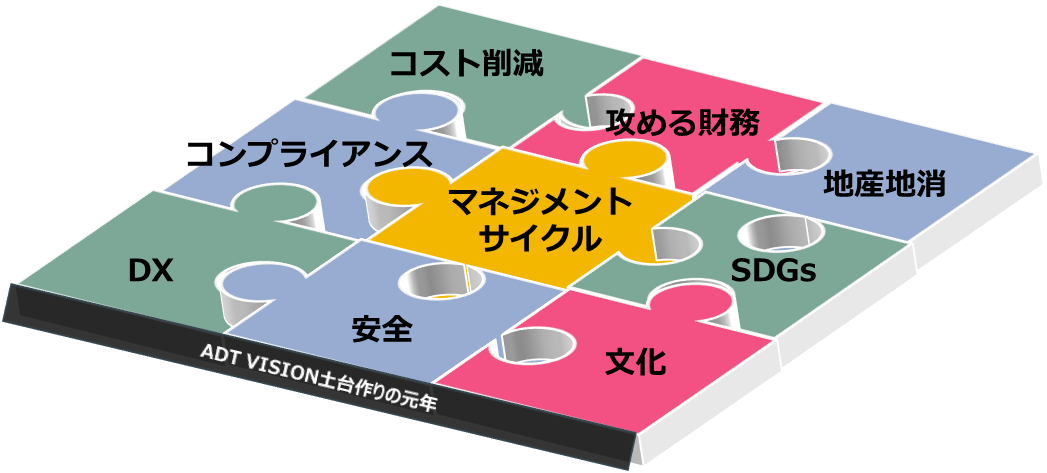 コスト削減
攻める財務
地産地消
コンプライアンス
マネジメント
サイクル
SDGs
DX
安全
文化
ADT VISION土台作りの元年